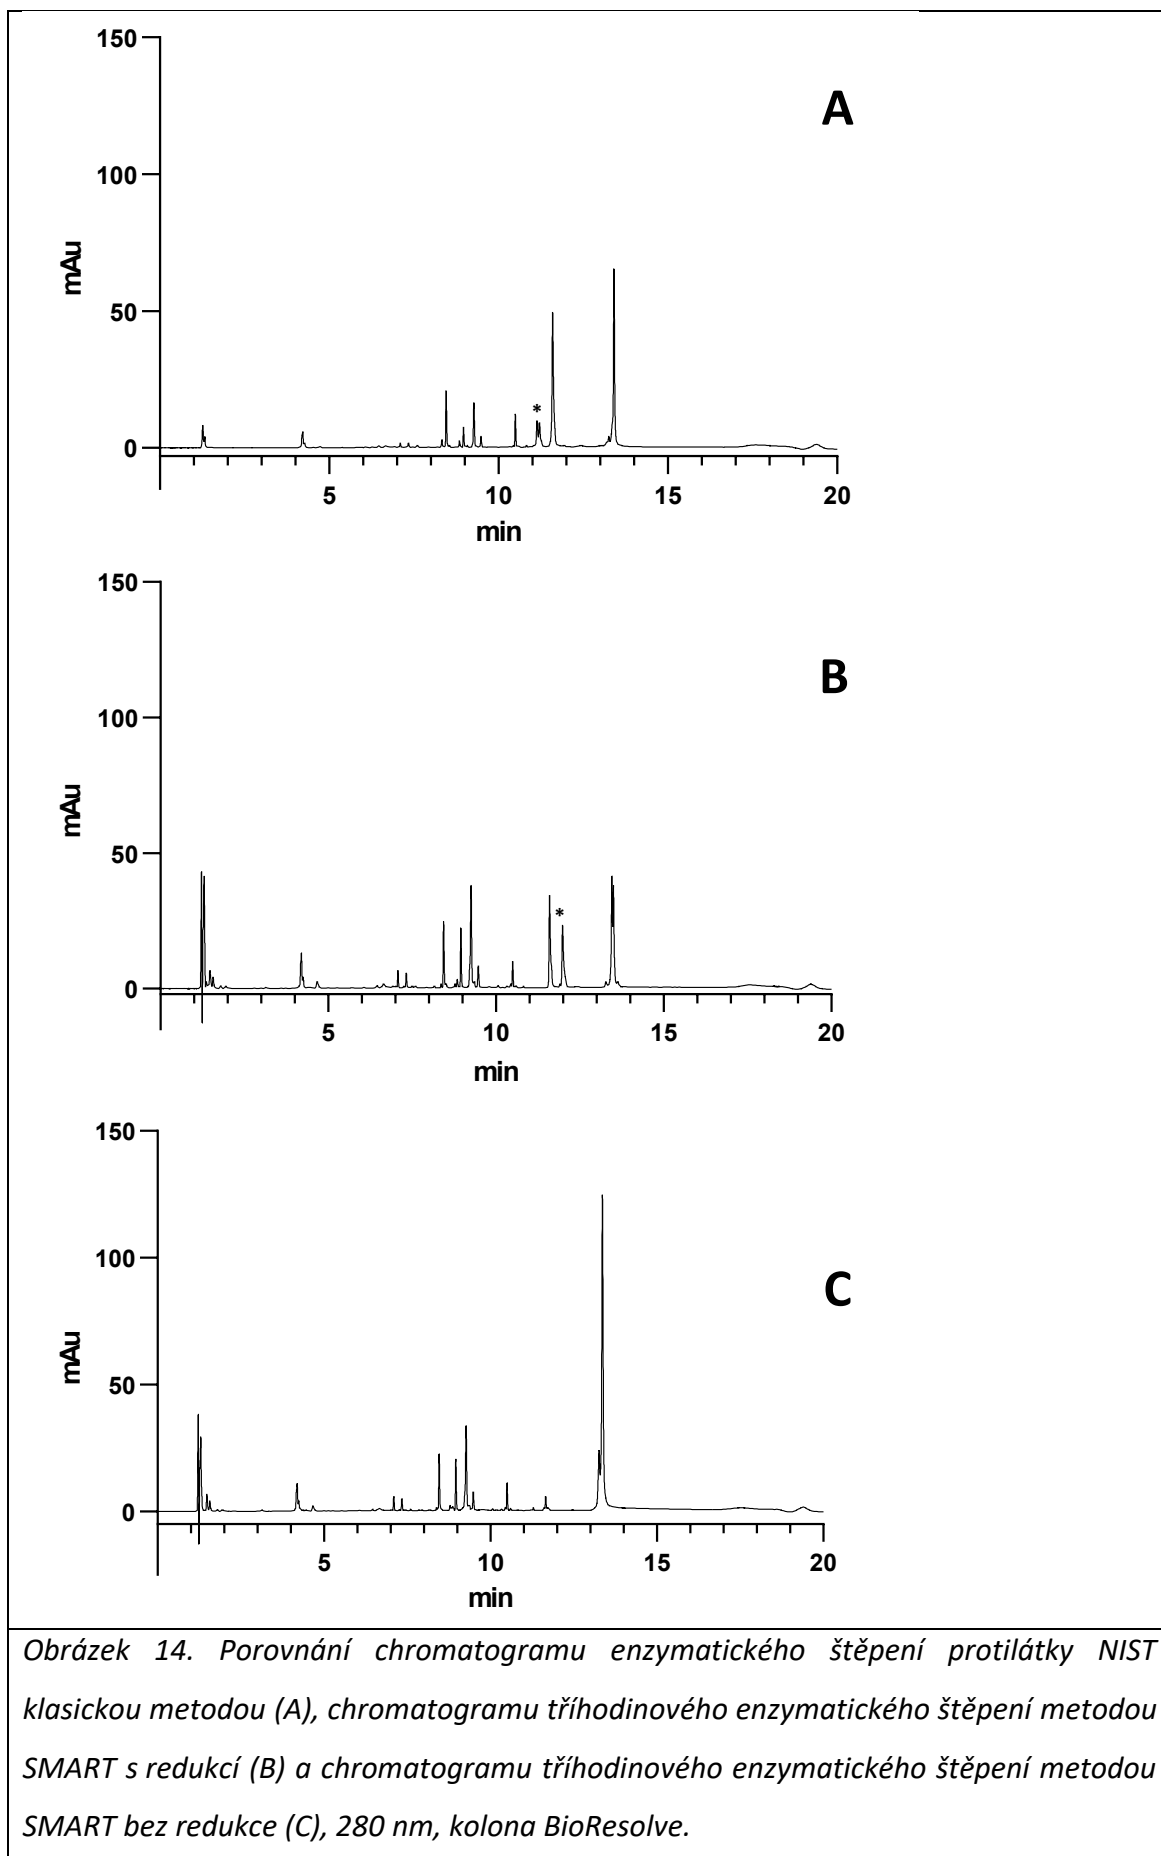 150
A
100
mAu
50
*
0
5 10 15 20
min
150
B
100
mAu
50
*
0
5 10 15 20
min
150
100
C
mAu
50
0
5 10 15 20
min
Obrázek 14. Porovnání chromatogramu enzymatického štěpení protilátky NIST
klasickou metodou (A), chromatogramu tříhodinového enzymatického štěpení metodou
SMART s redukcí (B) a chromatogramu tříhodinového enzymatického štěpení metodou
SMART bez redukce (C), 280 nm, kolona BioResolve.